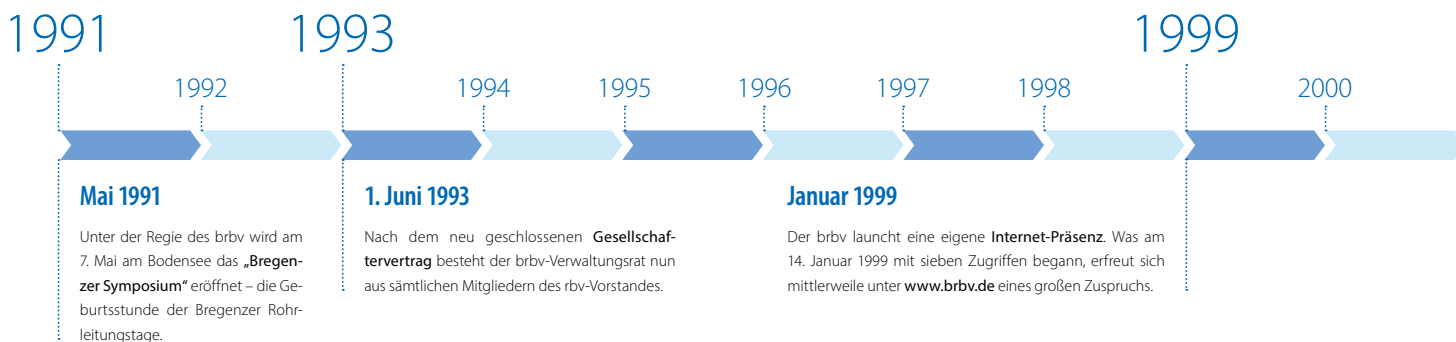 1991
1993
1999
1992
1994
1995
1996
1997
1998
2000
Mai 1991
Unter der Regie des brbv wird am
7. Mai am Bodensee das „Bregen-
zer Symposium“ eröffnet – die Ge-
burtsstunde der Bregenzer Rohr-
leitungstage.
1. Juni 1993
Nach dem neu geschlossenen Gesellschaf-
tervertrag besteht der brbv-Verwaltungsrat nun
aus sämtlichen Mitgliedern des rbv-Vorstandes.
Januar 1999
Der brbv launcht eine eigene Internet-Präsenz. Was am
14. Januar 1999 mit sieben Zugriffen begann, erfreut sich
mittlerweile unter www.brbv.de eines großen Zuspruchs.